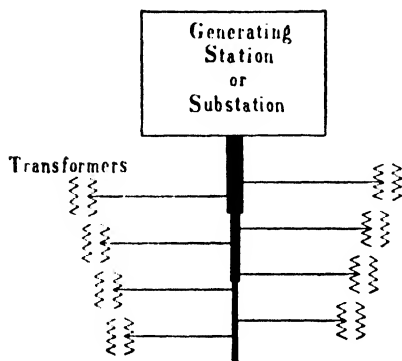 Generating
Station
or
Substation
Transformers